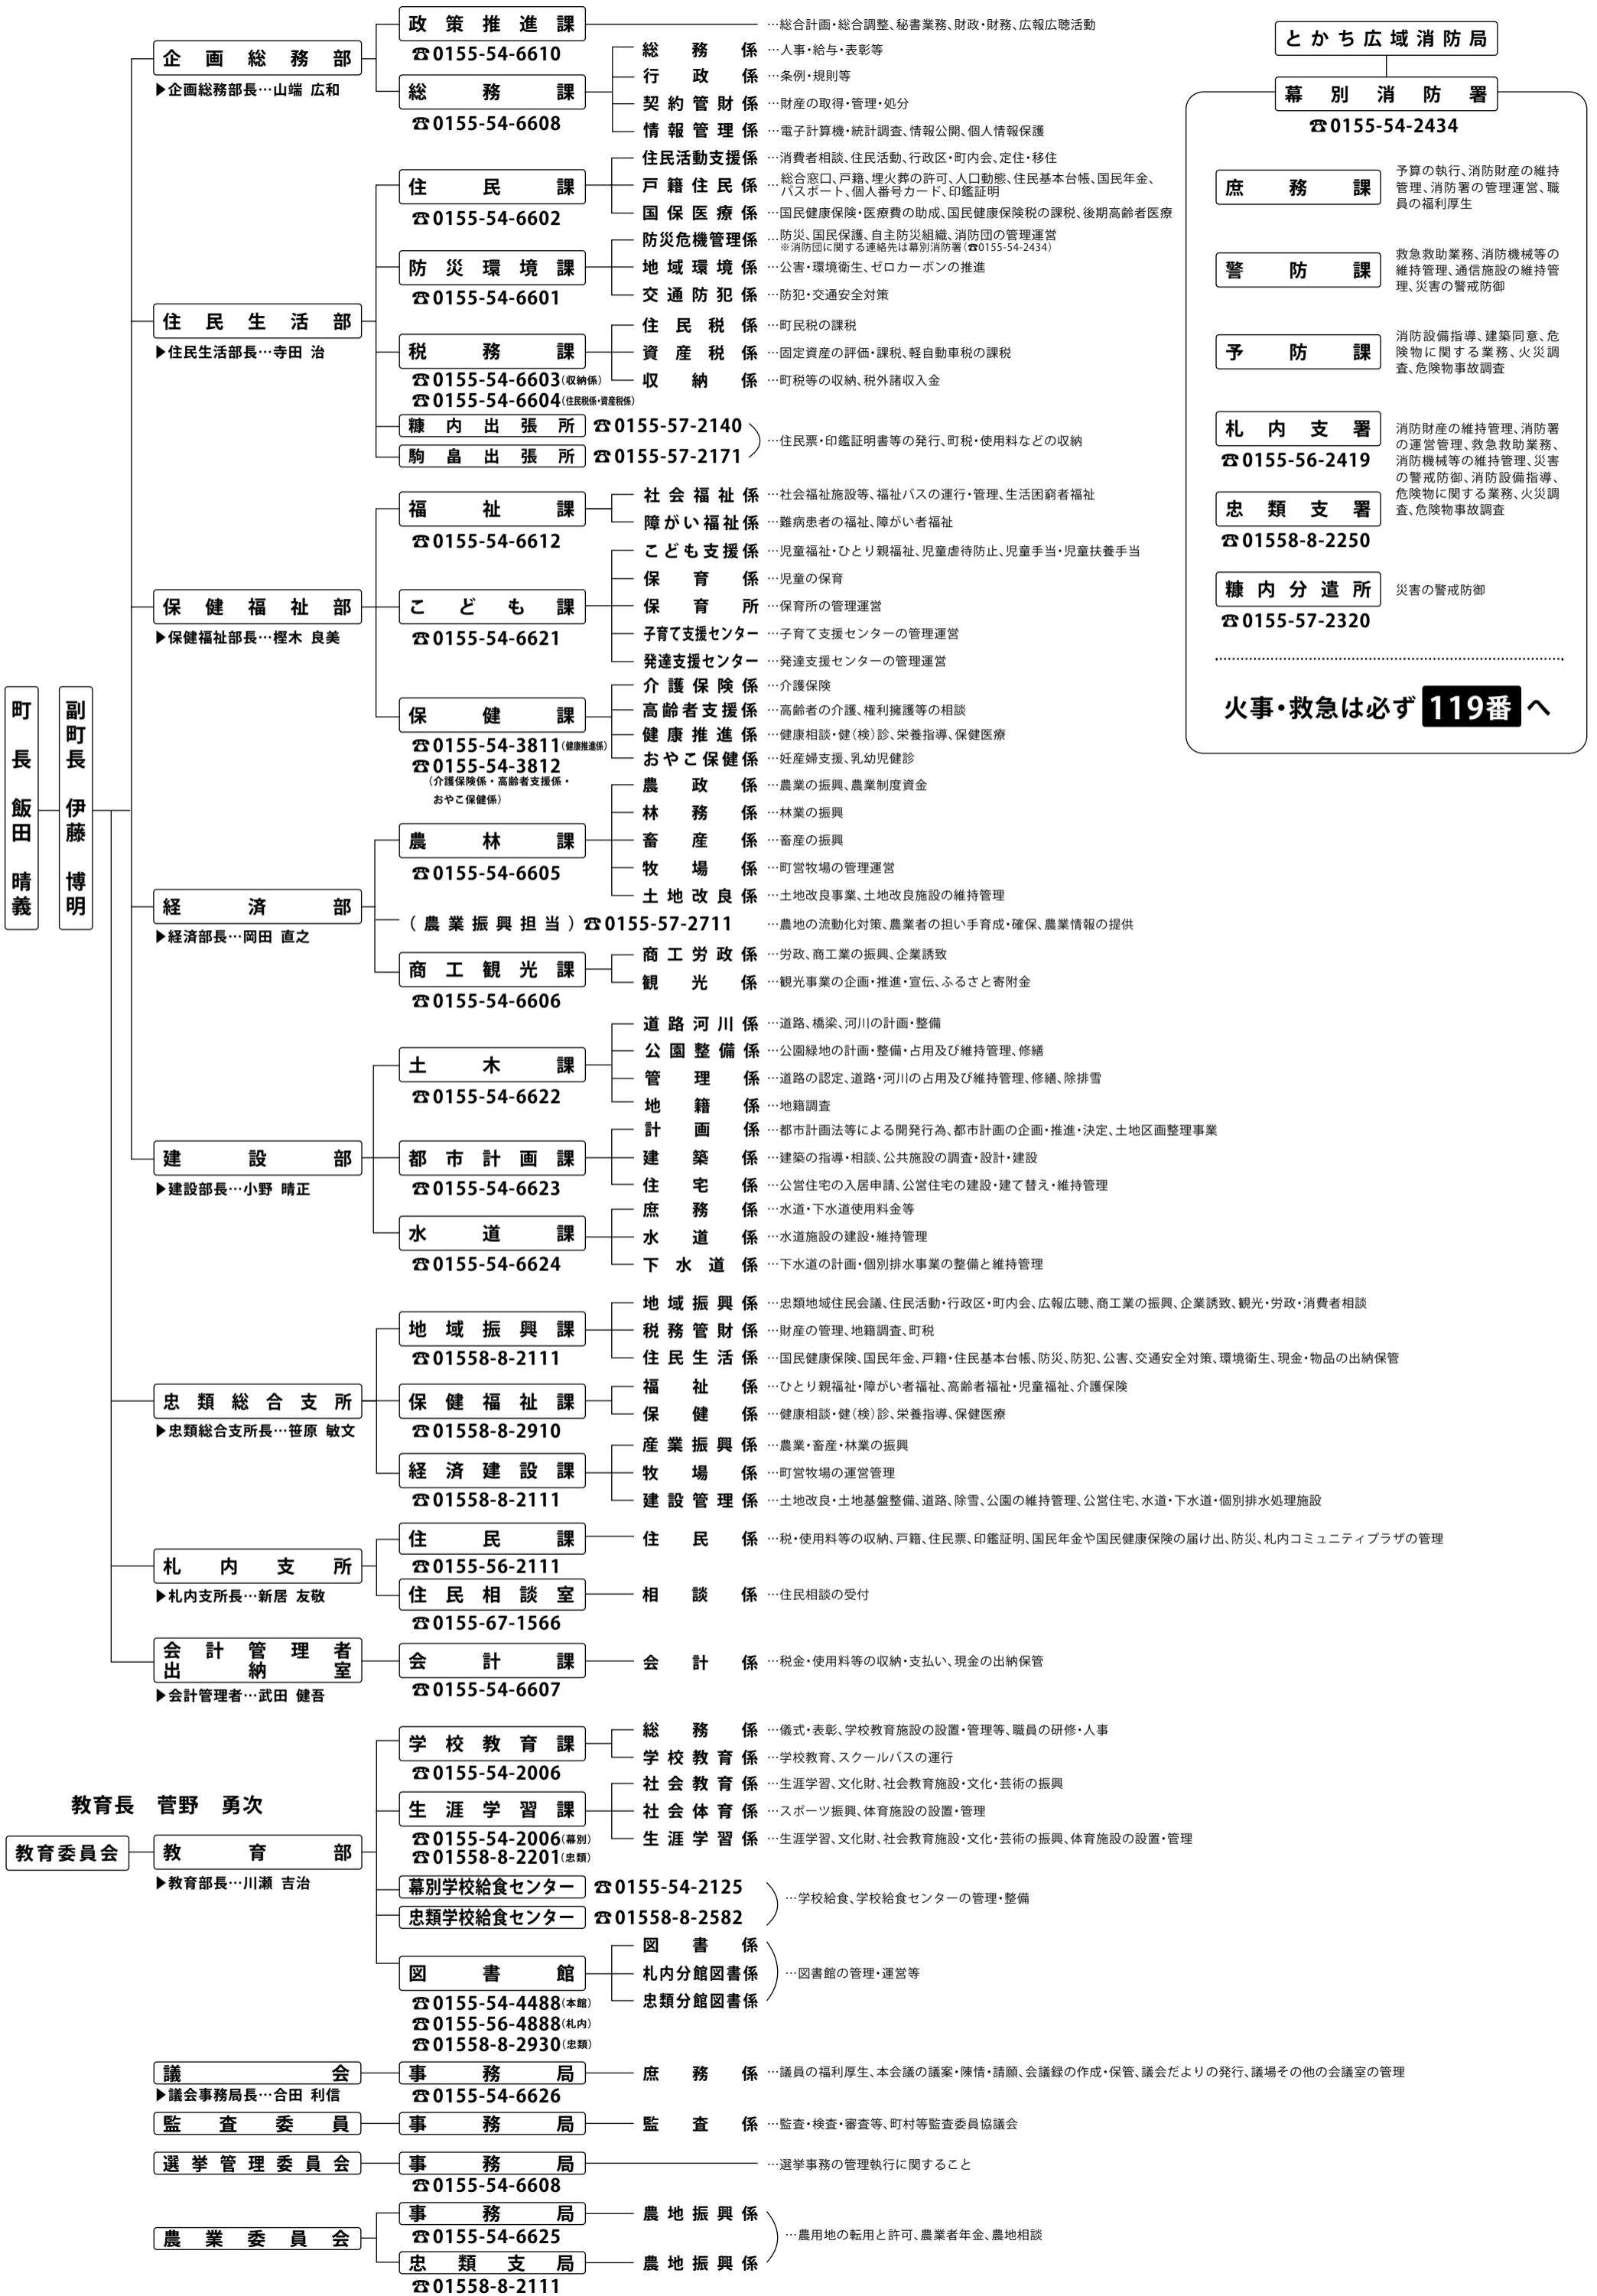 町長 飯田 晴義
副町長 伊藤 博明
企画総務部
▶企画総務部長…山端 広和
政策推進課
…総合計画・総合調整、秘書業務、財政・財務、広報広聴活動
☎0155-54-6610
総務課
☎0155-54-6608
総務係 …人事・給与・表彰等
行政係 …条例・規則等
契約管財係 …財産の取得・管理・処分
情報管理係 …電子計算機・統計調査、情報公開、個人情報保護
住民生活部
▶住民生活部長…寺田 治
住民課
☎0155-54-6602
住民活動支援係 …消費者相談、住民活動、行政区・町内会、定住・移住
戸籍住民係 …総合窓口、戸籍、埋火葬の許可、人口動態、住民基本台帳、国民年金、
パスポート、個人番号カード、印鑑証明
国保医療係 …国民健康保険・医療費の助成、国民健康保険税の課税、後期高齢者医療
防災環境課
☎0155-54-6601
防災危機管理係 …防災、国民保護、自主防災組織、消防団の管理運営
※消防団に関する連絡先は幕別消防署(☎0155-54-2434)
地域環境係 …公害・環境衛生、ゼロカーボンの推進
交通防犯係 …防犯・交通安全対策
税務課
☎0155-54-6603(収納係)
☎0155-54-6604(住民税係・資産税係)
住民税係 …町民税の課税
資産税係 …固定資産の評価・課税、軽自動車税の課税
収納係 …町税等の収納、税外諸収入金
糠内出張所 ☎0155-57-2140
駒畠出張所 ☎0155-57-2171
…住民票・印鑑証明書等の発行、町税・使用料などの収納
保健福祉部
▶保健福祉部長…樫木 良美
福祉課
☎0155-54-6612
社会福祉係 …社会福祉施設等、福祉バスの運行・管理、生活困窮者福祉
障がい福祉係 …難病患者の福祉、障がい者福祉
こども課
☎0155-54-6621
こども支援係 …児童福祉・ひとり親福祉、児童虐待防止、児童手当・児童扶養手当
保育係 …児童の保育
保育所 …保育所の管理運営
子育て支援センター …子育て支援センターの管理運営
発達支援センター …発達支援センターの管理運営
保健課
☎0155-54-3811(健康推進係)
☎0155-54-3812
(介護保険係・高齢者支援係・
おやこ保健係)
介護保険係 …介護保険
高齢者支援係 …高齢者の介護、権利擁護等の相談
健康推進係 …健康相談・健(検)診、栄養指導、保健医療
おやこ保健係 …妊産婦支援、乳幼児健診
経済部
▶経済部長…岡田 直之
農林課
☎0155-54-6605
農政係 …農業の振興、農業制度資金
林務係 …林業の振興
畜産係 …畜産の振興
牧場係 …町営牧場の管理運営
土地改良係 …土地改良事業、土地改良施設の維持管理
(農業振興担当)☎0155-57-2711 …農地の流動化対策、農業者の担い手育成・確保、農業情報の提供
商工観光課
☎0155-54-6606
商工労政係 …労政、商工業の振興、企業誘致
観光係 …観光事業の企画・推進・宣伝、ふるさと寄附金
建設部
▶建設部長…小野 晴正
土木課
☎0155-54-6622
道路河川係 …道路、橋梁、河川の計画・整備
公園整備係 …公園緑地の計画・整備・占用及び維持管理、修繕
管理係 …道路の認定、道路・河川の占用及び維持管理、修繕、除排雪
地籍係 …地籍調査
都市計画課
☎0155-54-6623
計画係 …都市計画法等による開発行為、都市計画の企画・推進・決定、土地区画整理事業
建築係 …建築の指導・相談、公共施設の調査・設計・建設
住宅係 …公営住宅の入居申請、公営住宅の建設・建て替え・維持管理
水道課
☎0155-54-6624
庶務係 …水道・下水道使用料金等
水道係 …水道施設の建設・維持管理
下水道係 …下水道の計画・個別排水事業の整備と維持管理
忠類総合支所
▶忠類総合支所長…笹原 敏文
地域振興課
☎01558-8-2111
地域振興係 …忠類地域住民会議、住民活動・行政区・町内会、広報広聴、商工業の振興、企業誘致、観光・労政・消費者相談
税務管財係 …財産の管理、地籍調査、町税
住民生活係 …国民健康保険、国民年金、戸籍・住民基本台帳、防災、防犯、公害、交通安全対策、環境衛生、現金・物品の出納保管
保健福祉課
☎01558-8-2910
福祉係 …ひとり親福祉・障がい者福祉、高齢者福祉・児童福祉、介護保険
保健係 …健康相談・健(検)診、栄養指導、保健医療
経済建設課
☎01558-8-2111
産業振興係 …農業・畜産・林業の振興
牧場係 …町営牧場の運営管理
建設管理係 …土地改良・土地基盤整備、道路、除雪、公園の維持管理、公営住宅、水道・下水道・個別排水処理施設
札内支所
▶札内支所長…新居 友敬
住民課
☎0155-56-2111
住民係 …税・使用料等の収納、戸籍、住民票、印鑑証明、国民年金や国民健康保険の届け出、防災、札内コミュニティプラザの管理
住民相談室
☎0155-67-1566
相談係 …住民相談の受付
会計管理者
出納室
▶会計管理者…武田 健吾
会計課
☎0155-54-6607
会計係 …税金・使用料等の収納・支払い、現金の出納保管
教育長 菅野 勇次
教育委員会
教育部
▶教育部長…川瀬 吉治
学校教育課
☎0155-54-2006
総務係 …儀式・表彰、学校教育施設の設置・管理等、職員の研修・人事
学校教育係 …学校教育、スクールバスの運行
生涯学習課
☎0155-54-2006(幕別)
☎01558-8-2201(忠類)
社会教育係 …生涯学習、文化財、社会教育施設・文化・芸術の振興
社会体育係 …スポーツ振興、体育施設の設置・管理
生涯学習係 …生涯学習、文化財、社会教育施設・文化・芸術の振興、体育施設の設置・管理
幕別学校給食センター ☎0155-54-2125
忠類学校給食センター ☎01558-8-2582
…学校給食、学校給食センターの管理・整備
図書館
☎0155-54-4488(本館)
☎0155-56-4888(札内)
☎01558-8-2930(忠類)
図書係
札内分館図書係
忠類分館図書係
…図書館の管理・運営等
議会
▶議会事務局長…合田 利信
事務局
☎0155-54-6626
庶務係 …議員の福利厚生、本会議の議案・陳情・請願、会議録の作成・保管、議会だよりの発行、議場その他の会議室の管理
監査委員
事務局
監査係 …監査・検査・審査等、町村等監査委員協議会
選挙管理委員会
事務局
☎0155-54-6608
…選挙事務の管理執行に関すること
農業委員会
事務局
☎0155-54-6625
農地振興係
忠類支局
☎01558-8-2111
農地振興係
…農用地の転用と許可、農業者年金、農地相談
とかち広域消防局
幕別消防署
☎0155-54-2434
庶務課
予算の執行、消防財産の維持
管理、消防署の管理運営、職
員の福利厚生
警防課
救急救助業務、消防機械等の
維持管理、通信施設の維持管
理、災害の警戒防御
予防課
消防設備指導、建築同意、危
険物に関する業務、火災調
査、危険物事故調査
札内支署
☎0155-56-2419
忠類支署
☎01558-8-2250
消防財産の維持管理、消防署
の運営管理、救急救助業務、
消防機械等の維持管理、災害
の警戒防御、消防設備指導、
危険物に関する業務、火災調
査、危険物事故調査
糠内分遣所
☎0155-57-2320
災害の警戒防御
火事・救急は必ず119番へ